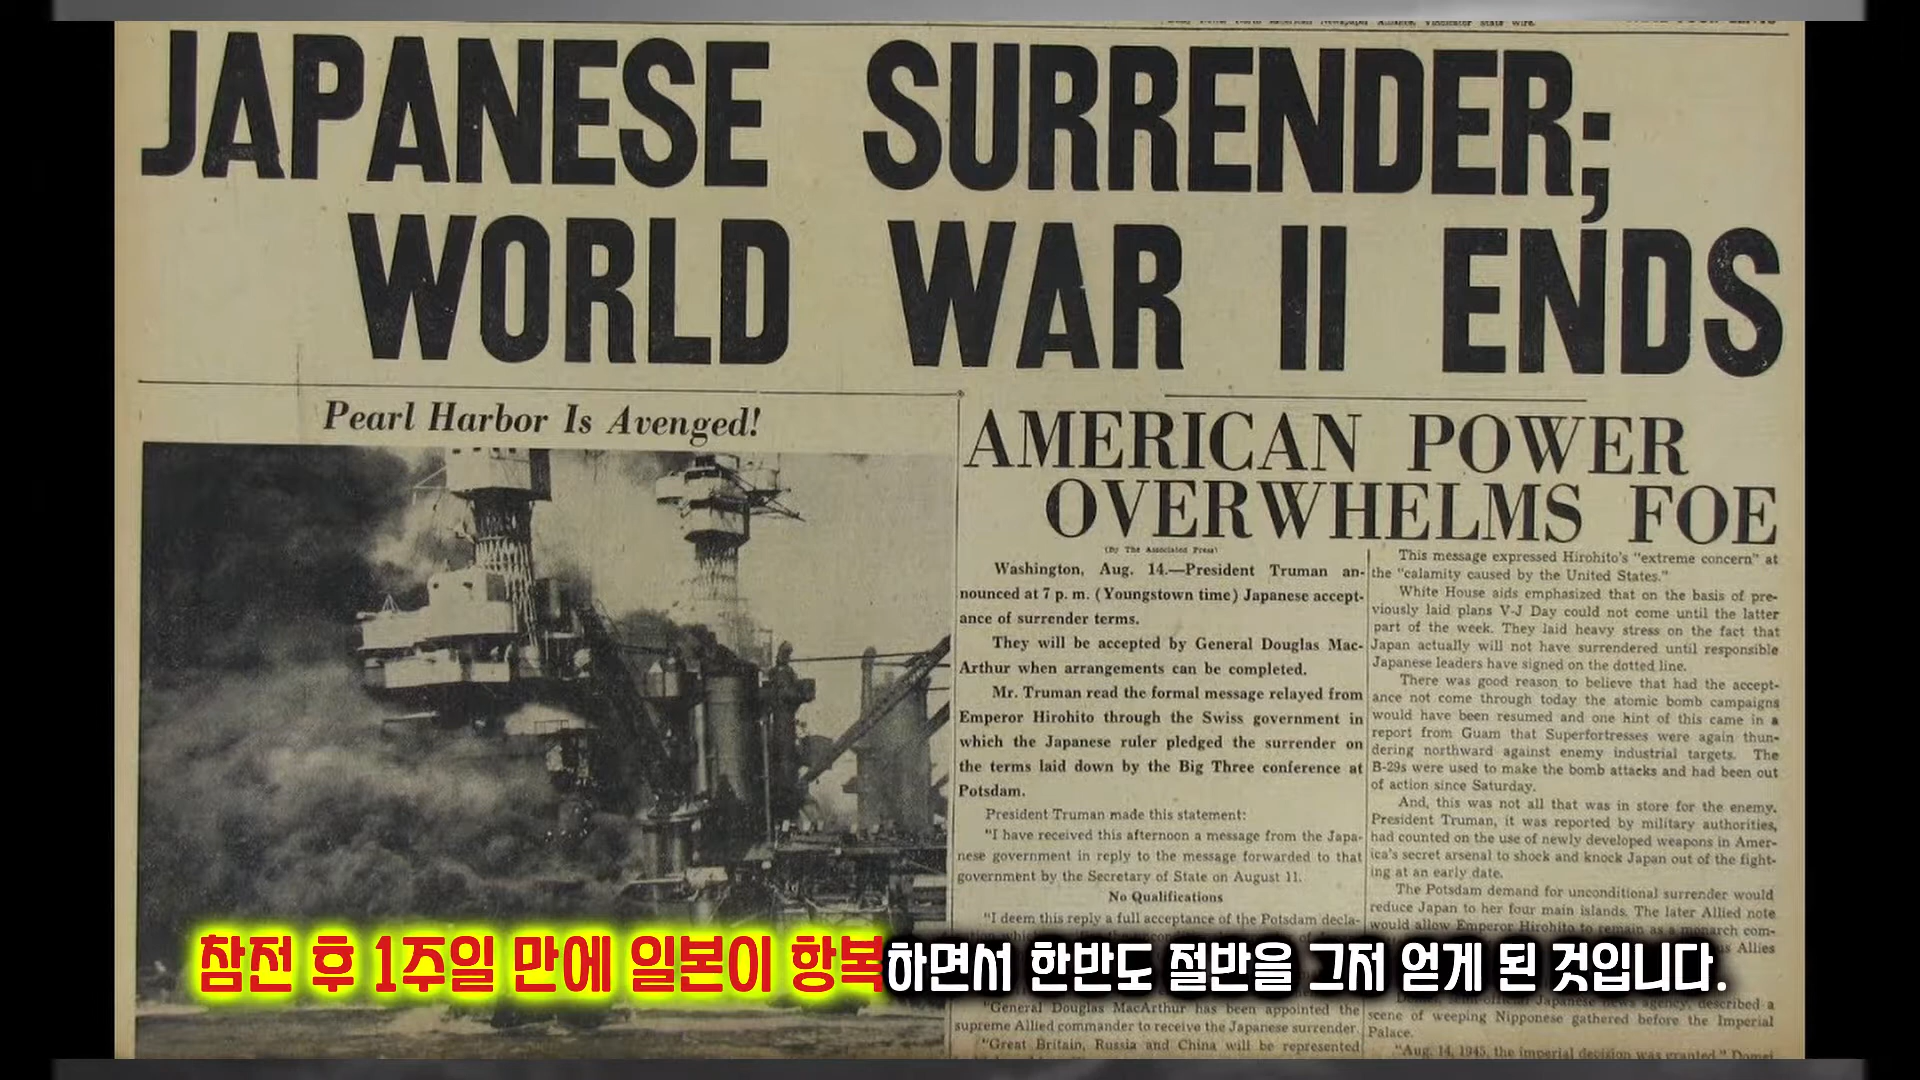 JAPANESE SURRENDER;
WORLD WAR II ENDS
Pearl Harbor Is Avenged!
AMERICAN POWER
OVERWHELMS FOE
(By The Associated Press)
Washington, Aug. 14.—President Truman an-
nounced at 7 p. m. (Youngstown time) Japanese accept-
ance of surrender terms.
They will be accepted by General Douglas Mac-
Arthur when arrangements can be completed.
Mr. Truman read the formal message relayed from
Emperor Hirohito through the Swiss government in
which the Japanese ruler pledged the surrender on
the terms laid down by the Big Three conference at
Potsdam.
President Truman made this statement:
"I have received this afternoon a message from the Japa-
nese government in reply to the message forwarded to that
government by the Secretary of State on August 11.
No Qualifications
"I deem this reply a full acceptance of the Potsdam decla-
"General Douglas MacArthur has been appointed the
supreme Allied commander to receive the Japanese surrender.
"Great Britain, Russia and China will be represented
This message expressed Hirohito's "extreme concern" at
the "calamity caused by the United States."
White House aids emphasized that on the basis of pre-
viously laid plans V-J Day could not come until the latter
part of the week. They laid heavy stress on the fact that
Japan actually will not have surrendered until responsible
Japanese leaders have signed on the dotted line.
There was good reason to believe that had the accept-
ance not come through today the atomic bomb campaigns
would have been resumed and one hint of this came in a
report from Guam that Superfortresses were again thun-
dering northward against enemy industrial targets. The
B-29s were used to make the bomb attacks and had been out
of action since Saturday.
And, this was not all that was in store for the enemy.
President Truman, it was reported by military authorities,
had counted on the use of newly developed weapons in Amer-
ica's secret arsenal to shock and knock Japan out of the fight-
ing at an early date.
The Potsdam demand for unconditional surrender would
reduce Japan to her four main islands. The later Allied note
would allow Emperor Hirohito to remain as a monarch com-
Allies
Japanese news agency, described a
scene of weeping Nipponese gathered before the Imperial
Palace.
"Aug. 14, 1945, the imperial decision was granted," Domei
참전 후 1주일 만에 일본이 항복하면서 한반도 절반을 그저 얻게 된 것입니다.